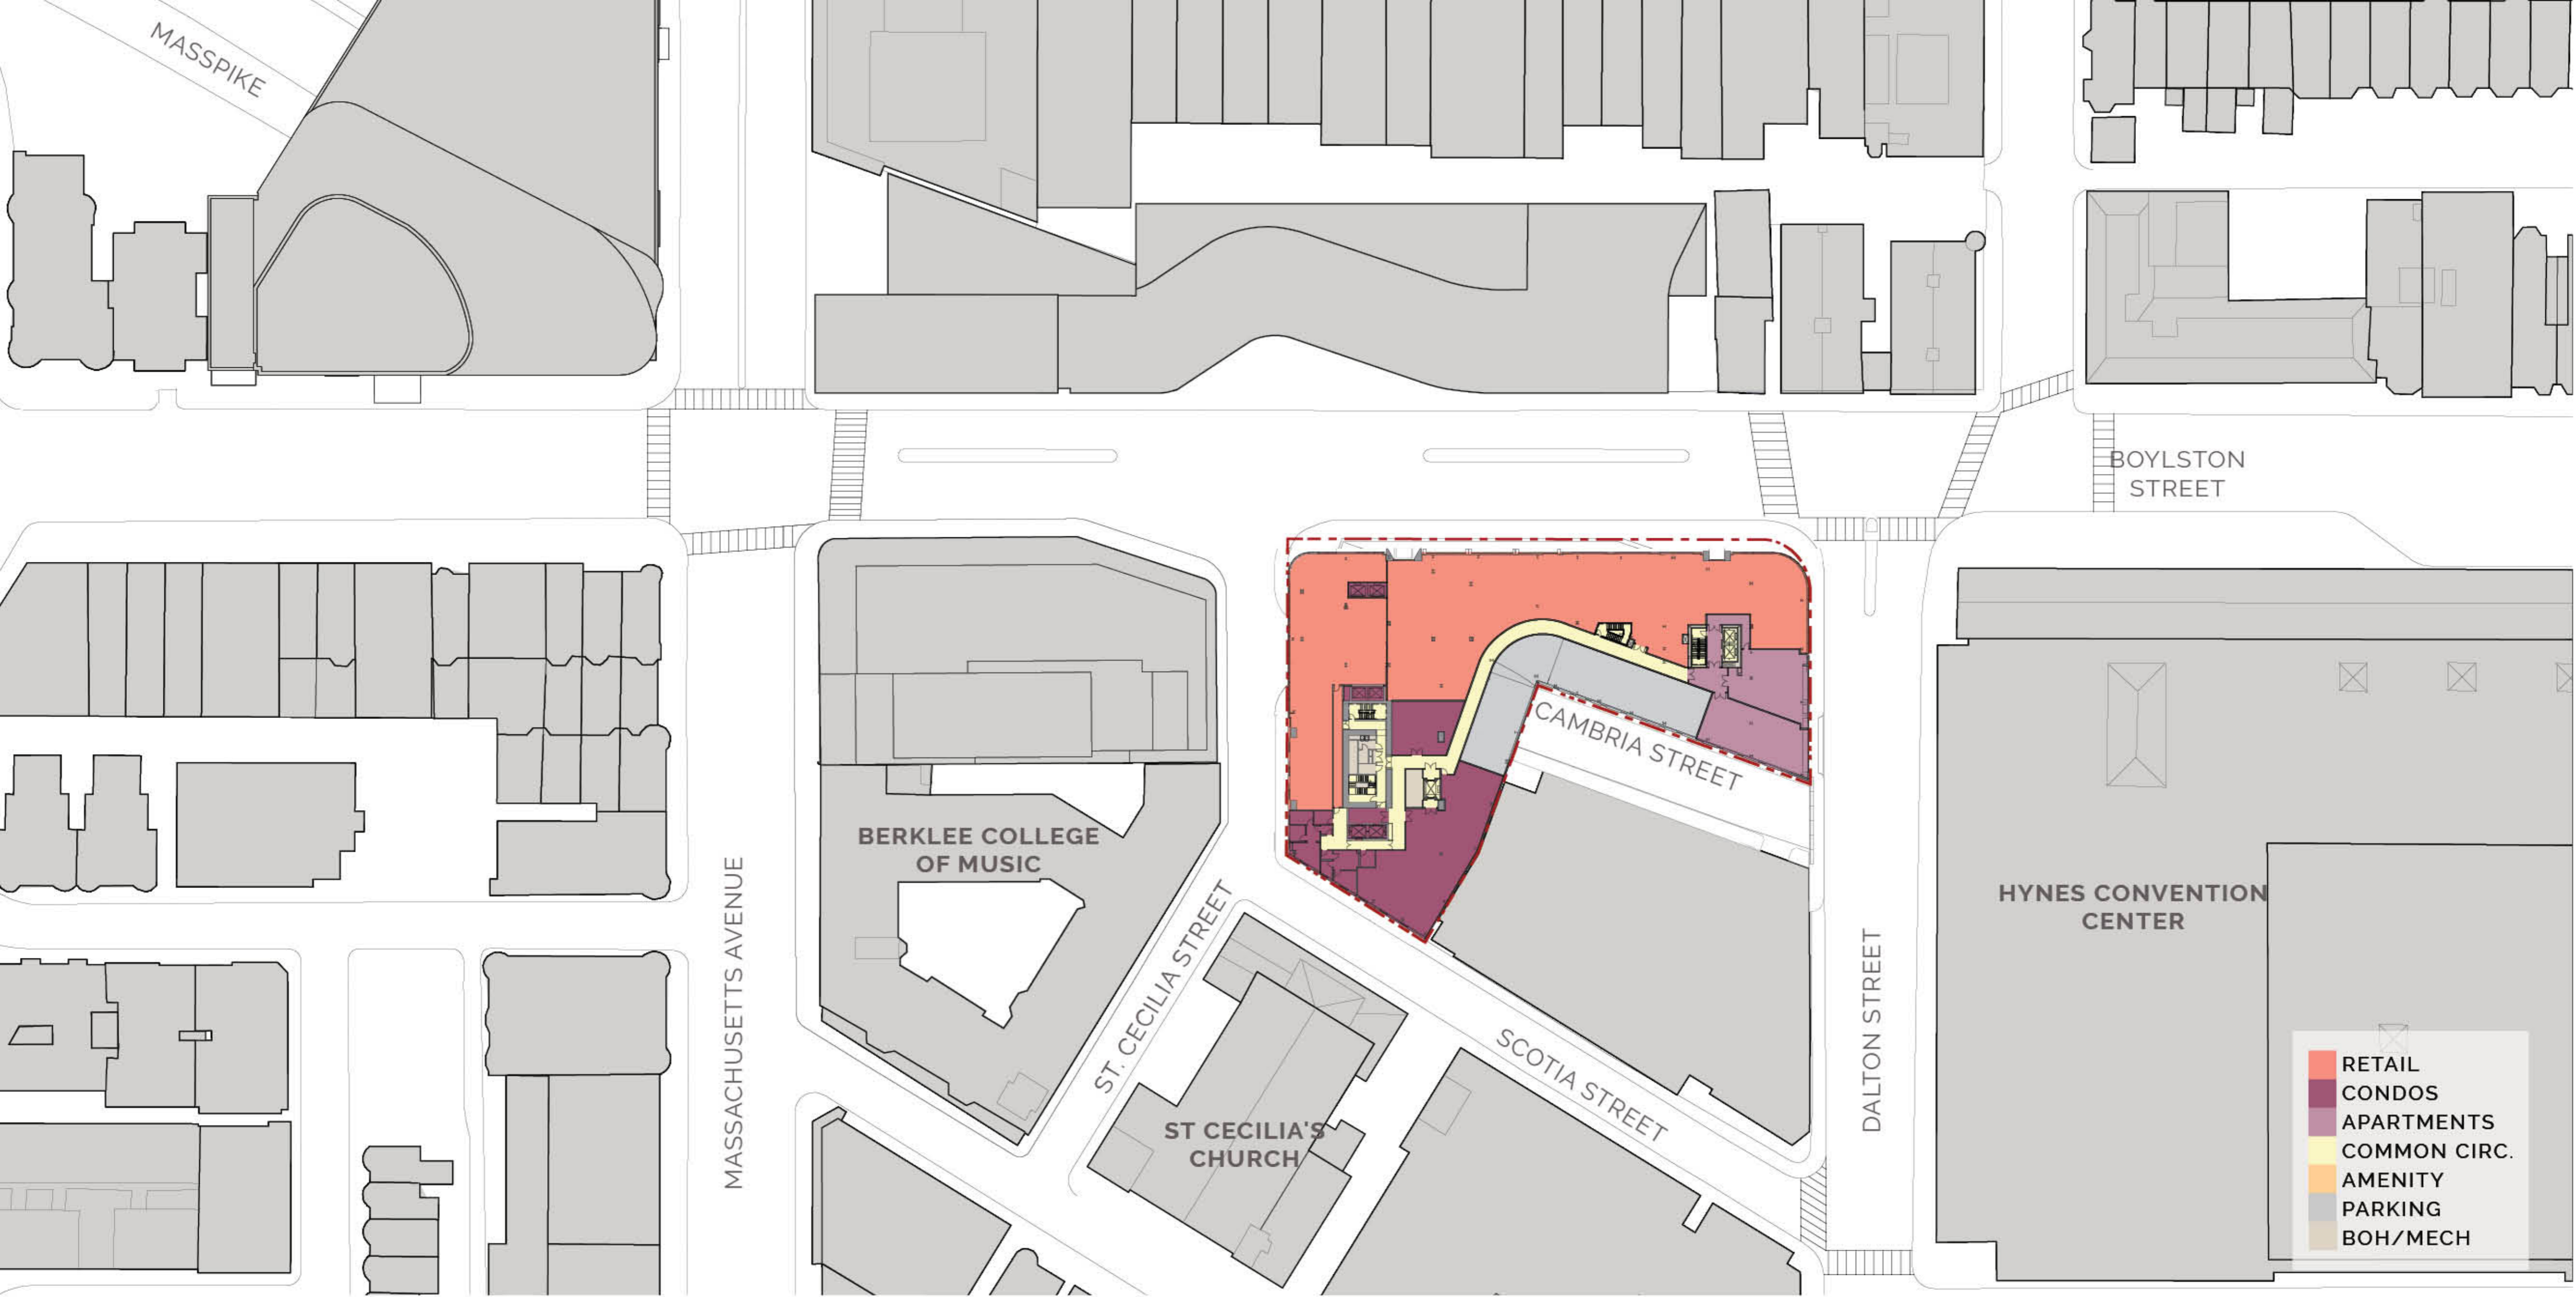 MASSPIKE
BOYLSTON
STREET
CAMBRIA STREET
BERKLEE COLLEGE
OF MUSIC
MASSACHUSETTS AVENUE
ST. CECILIA STREET
HYNES CONVENTION
CENTER
DALTON STREET
SCOTIA STREET
ST CECILIA'S
CHURCH
RETAIL
CONDOS
APARTMENTS
COMMON CIRC.
AMENITY
PARKING
BOH/MECH